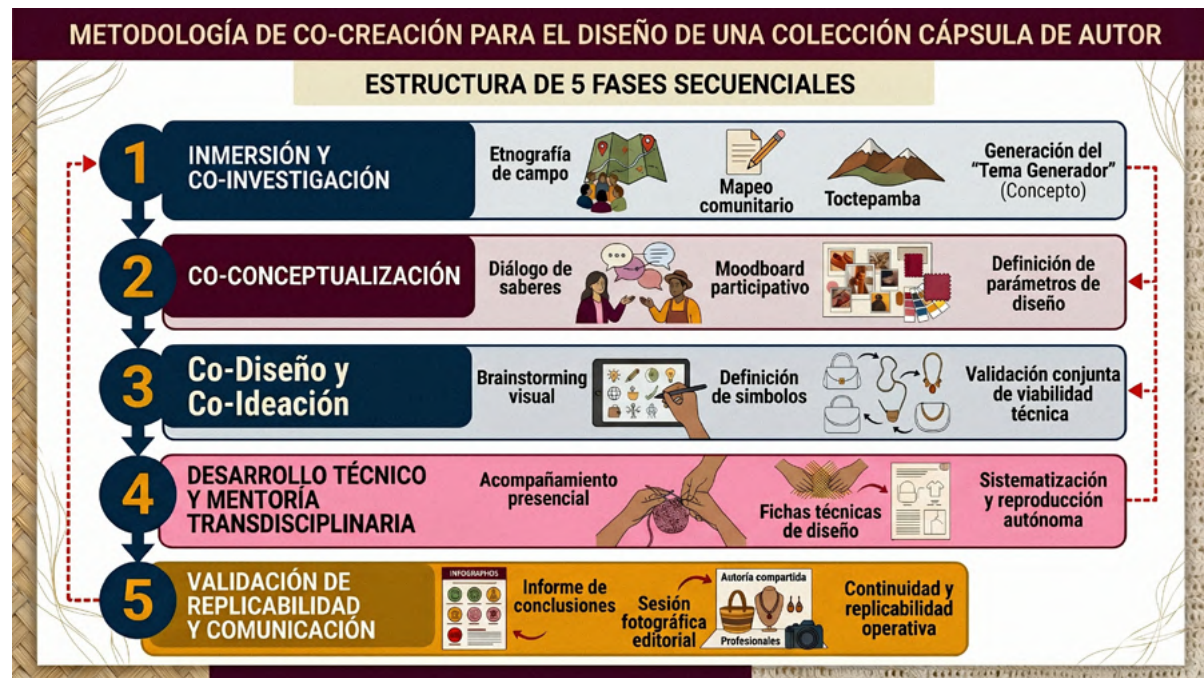 METODOLOGÍA DE CO-CREACIÓN PARA EL DISEÑO DE UNA COLECCIÓN CÁPSULA DE AUTOR
ESTRUCTURA DE 5 FASES SECUENCIALES
1
INMERSIÓN Y
CO-INVESTIGACIÓN
Etnografía
de campo
Mapeo
comunitario
Toctepamba
Generación del
“Tema Generador”
(Concepto)
2
CO-CONCEPTUALIZACIÓN
Diálogo de
saberes
Moodboard
participativo
Definición de
parámetros de
diseño
3
Co-Diseño y
Co-Ideación
Brainstorming
visual
Definición
de simbolos
Validación conjunta
de viabilidad
técnica
4
DESARROLLO TÉCNICO
Y MENTORÍA
TRANSDISCIPLINARIA
Acompañamiento
presencial
Fichas técnicas
de diseño
Sistematización
y reproducción
autónoma
5
VALIDACIÓN DE
REPLICABILIDAD
Y COMUNICACIÓN
INFOGRAPHOS
Informe de
conclusiones
Sesión
fotográfica
editorial
Autoría compartida
Profesionales
Continuidad y
replicabilidad
operativa